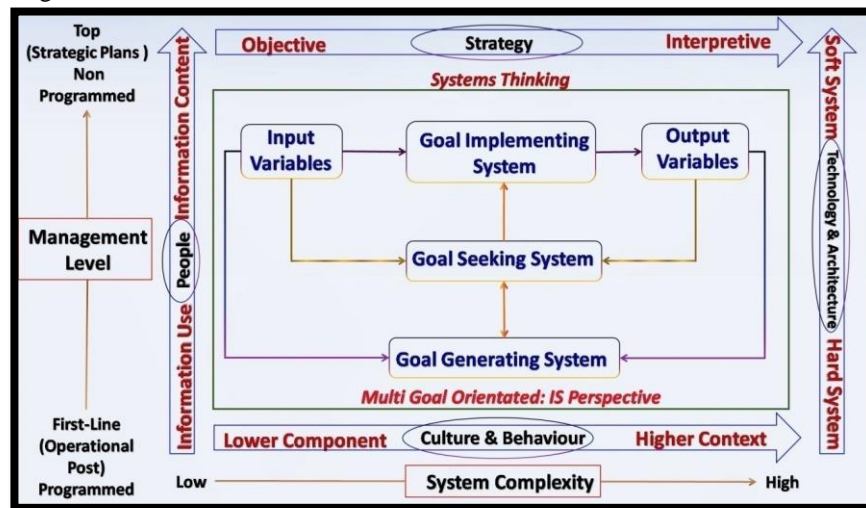 Top
(Strategic Plans )
Non
Programmed
Management
Level
First-Line
(Operational
Post)
Programmed
Information Content
People
Information Use
Objective
Strategy
Interpretive
Systems Thinking
Input
Variables
Goal Implementing
System
Output
Variables
Goal Seeking System
Goal Generating System
Multi Goal Orientated: IS Perspective
Lower Component
Culture & Behaviour
Higher Context
Low
System Complexity
High
Soft System
Technology & Architecture
Hard System